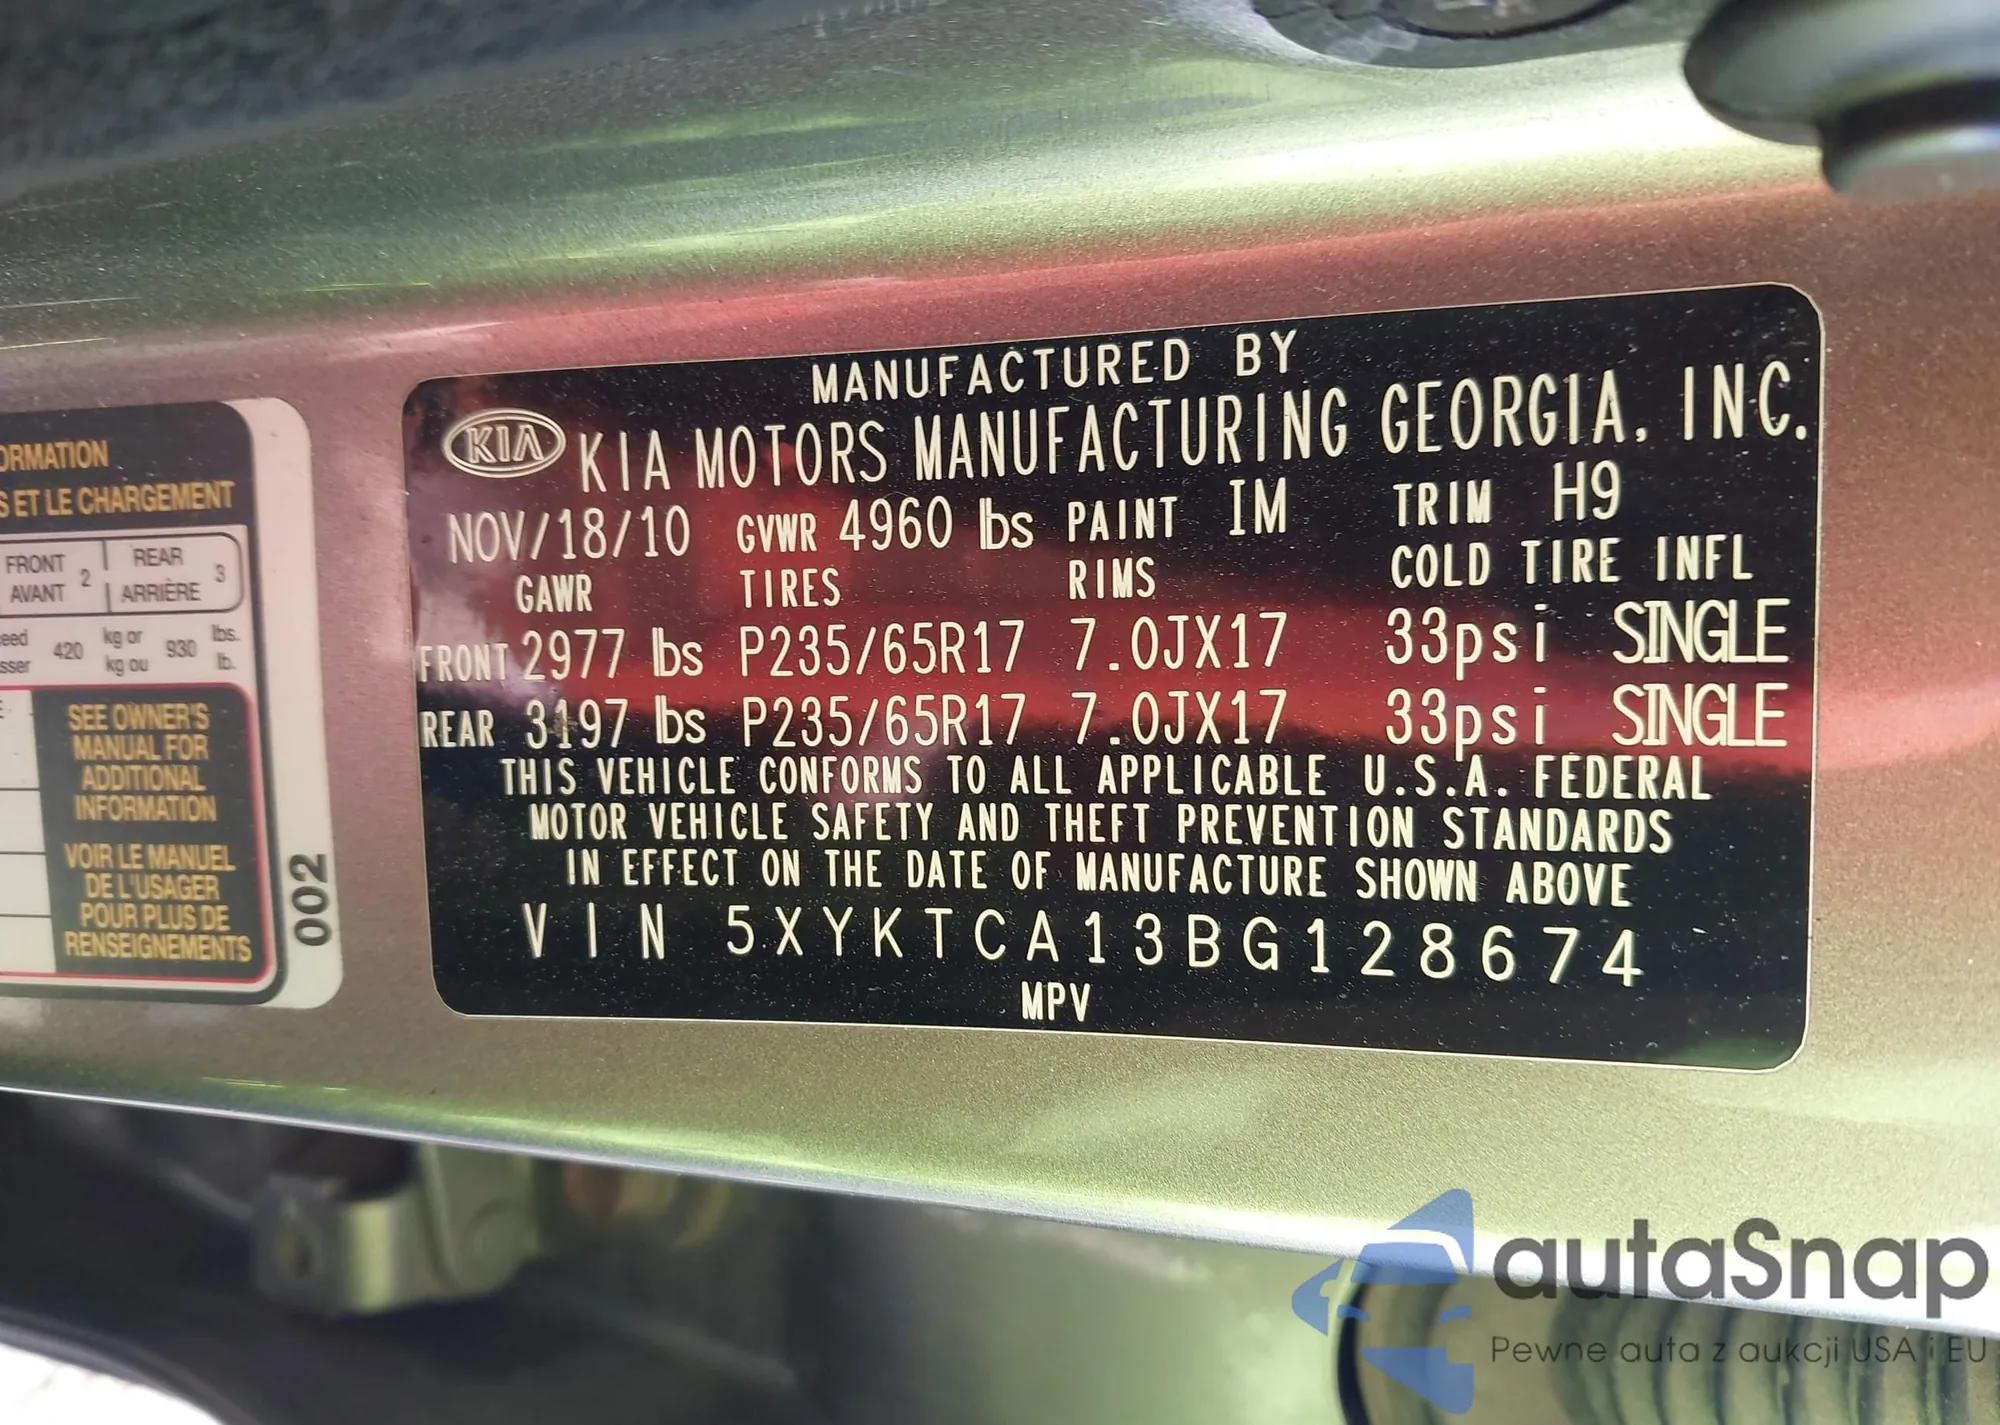 ORMATION
S ET LE CHARGEMENT
FRONT
AVANT 2
REAR
ARRIÈRE 3
420 kg or
kg ou 930 lbs.
lb.
SEE OWNER'S
MANUAL FOR
ADDITIONAL
INFORMATION
VOIR LE MANUEL
DE L'USAGER
POUR PLUS DE
RENSEIGNEMENTS
002
MANUFACTURED BY
KIA KIA MOTORS MANUFACTURING GEORGIA, INC.
NOV/18/10 GVWR 4960 lbs PAINT IM TRIM H9
GAWR TIRES RIMS COLD TIRE INFL
FRONT 2977 lbs P235/65R17 7.0JX17 33psi SINGLE
REAR 3197 lbs P235/65R17 7.0JX17 33psi SINGLE
THIS VEHICLE CONFORMS TO ALL APPLICABLE U.S.A. FEDERAL
MOTOR VEHICLE SAFETY AND THEFT PREVENTION STANDARDS
IN EFFECT ON THE DATE OF MANUFACTURE SHOWN ABOVE
VIN 5XYKTCA13BG128674
MPV
autaSnap
Pewne auta z aukcji USA i EU